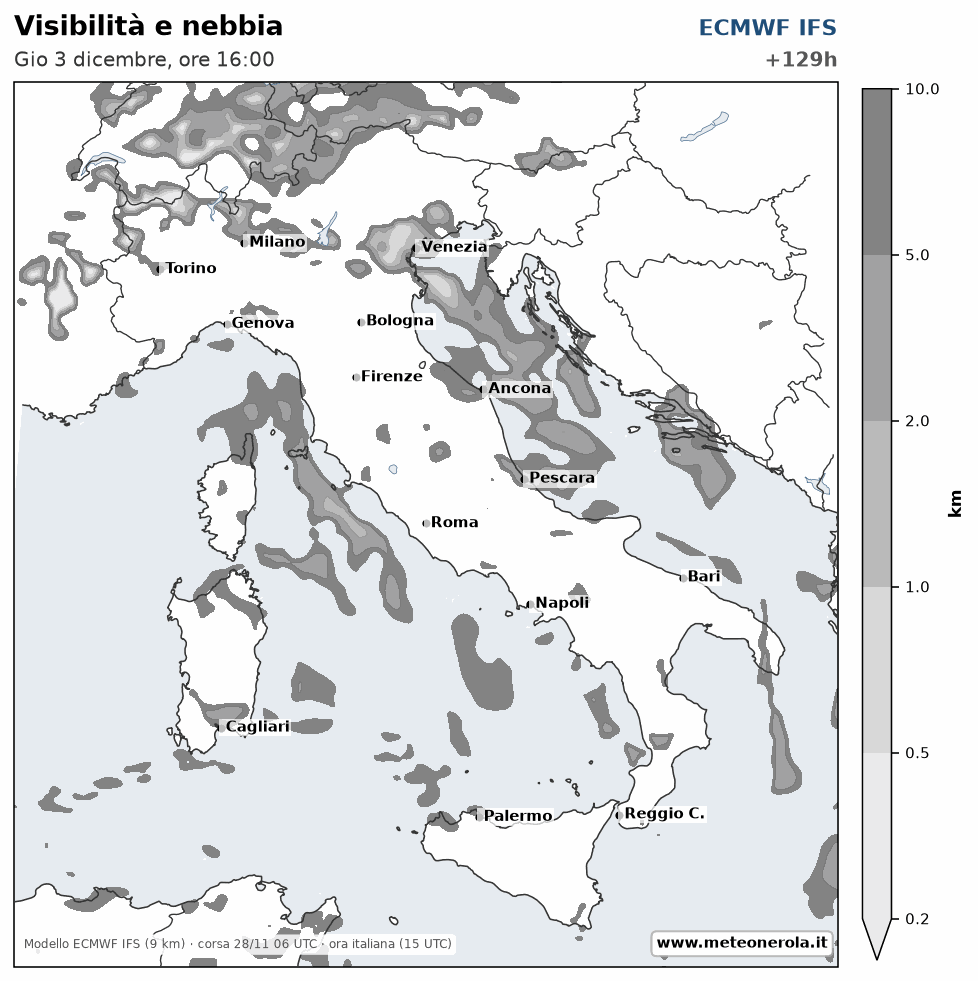 Visibilità e nebbia
ECMWF IFS
Gio 3 dicembre, ore 16:00
+129h
10.0
5.0
2.0
1.0
0.5
0.2
km
Milano
Venezia
Torino
Genova
Bologna
Firenze
Ancona
Pescara
Roma
Bari
Napoli
Cagliari
Palermo
Reggio C.
Modello ECMWF IFS (9 km) · corsa 28/11 06 UTC · ora italiana (15 UTC)
www.meteonerola.it